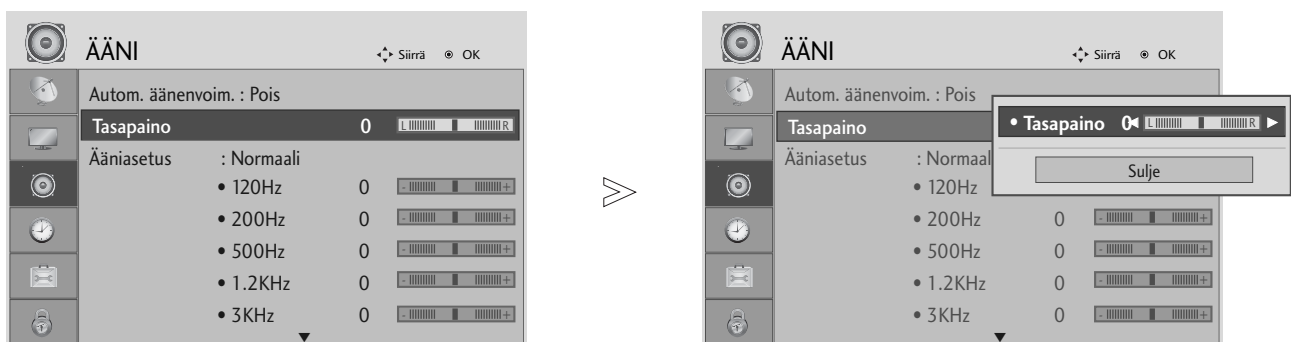 ÄÄNI Siirrä OK
Autom. äänenvoim. : Pois
Tasapaino 0 L R
Ääniasetus : Normaali
• 120Hz 0 - +
• 200Hz 0 - +
• 500Hz 0 - +
• 1.2KHz 0 - +
• 3KHz 0 - +
ÄÄNI Siirrä OK
Autom. äänenvoim. : Pois
Tasapaino
• Tasapaino 0 L R
Sulje
Ääniasetus : Normaal
• 120Hz
• 200Hz 0 - +
• 500Hz 0 - +
• 1.2KHz 0 - +
• 3KHz 0 - +